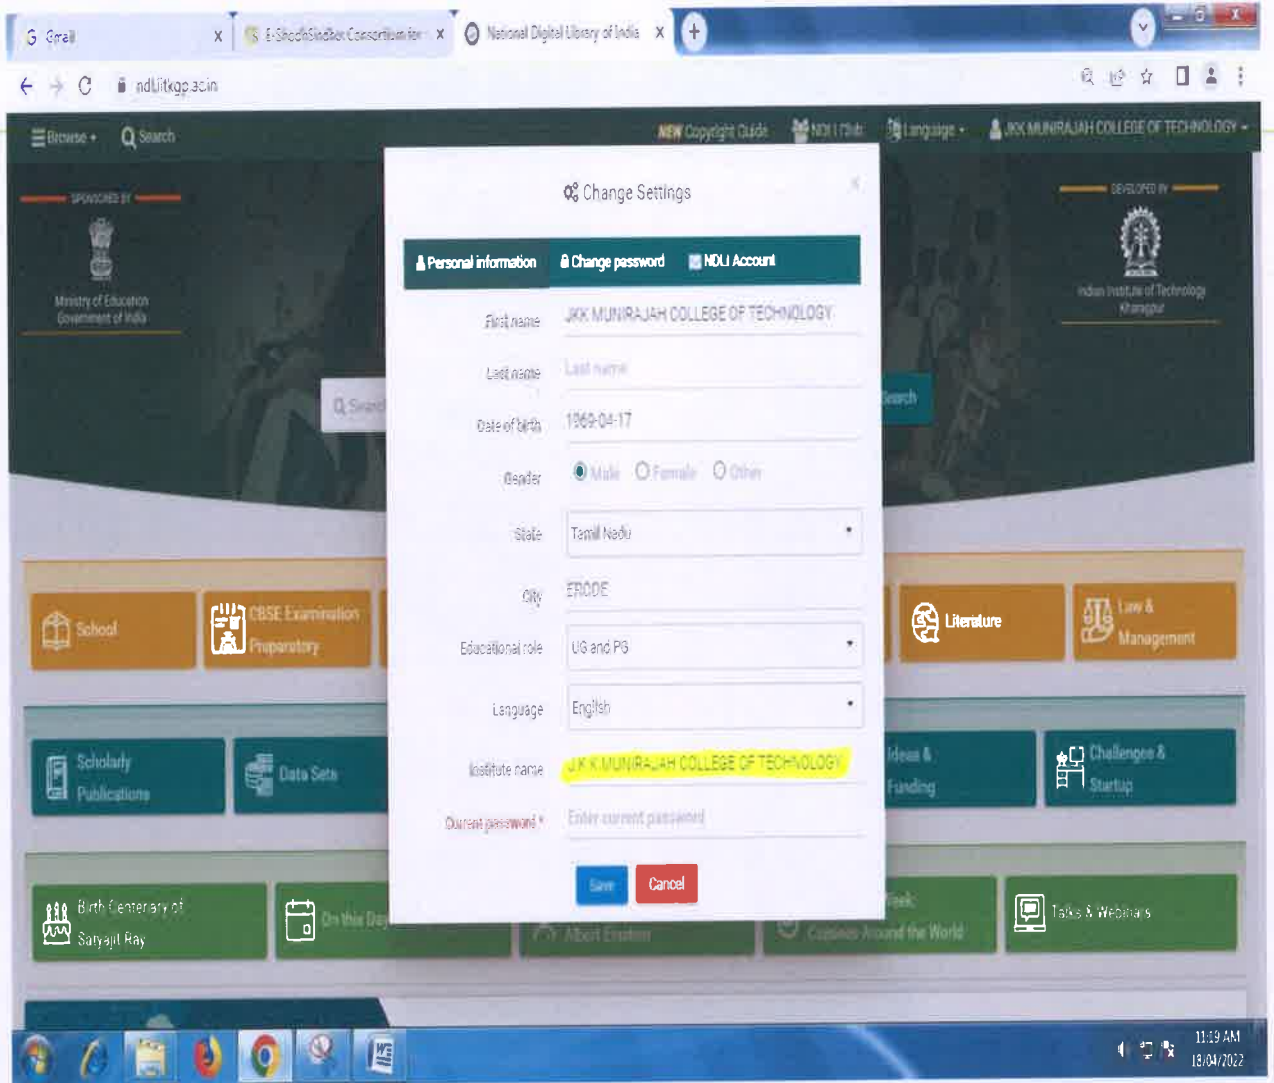 Gmail x
E-ShodhSindhu: Consortium for x
National Digital Library of India x +
ndl.iitkgp.ac.in
Browse
Search
NEW Copyright Guide
NDLI Club
Language
JKK MUNIRAJAH COLLEGE OF TECHNOLOGY
SPONSORED BY
Ministry of Education
Government of India
DEVELOPED BY
Indian Institute of Technology
Kharagpur
Change Settings x
Personal information
Change password
NDLI Account
First name JKK MUNIRAJAH COLLEGE OF TECHNOLOGY
Last name Last name
Date of birth 1969-04-17
Gender Male Female Other
State Tamil Nadu
City ERODE
Educational role UG and PG
Language English
Institute name J.K.K.MUNIRAJAH COLLEGE OF TECHNOLOGY
Current password * Enter current password
Save Cancel
Search
Search
School
CBSE Examination
Preparatory
Literature
Law &
Management
Scholarly
Publications
Data Sets
Ideas &
Funding
Challenges &
Startup
Birth Centenary of
Satyajit Ray
On this Day
Albert Einstein
Cuisines Around the World
Talks & Webinars
11:19 AM
18/04/2022